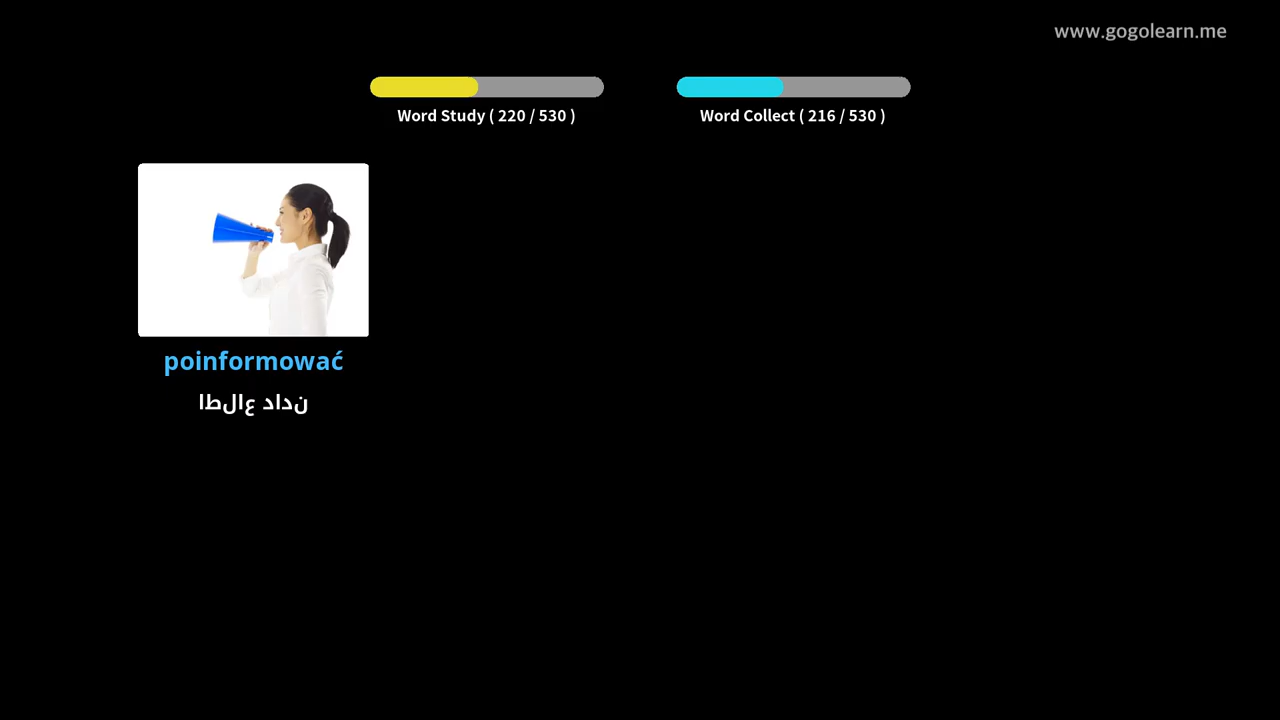 www.gogolearn.me
Word Study ( 220 / 530 )
Word Collect ( 216 / 530 )
poinformować
اطلاع دادن